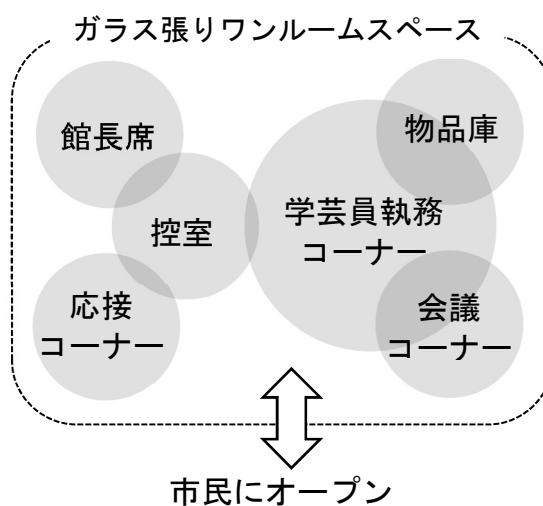 ガラス張りワンルームスペース
館長席
物品庫
控室
学芸員執務
コーナー
応接
コーナー
会議
コーナー
市民にオープン